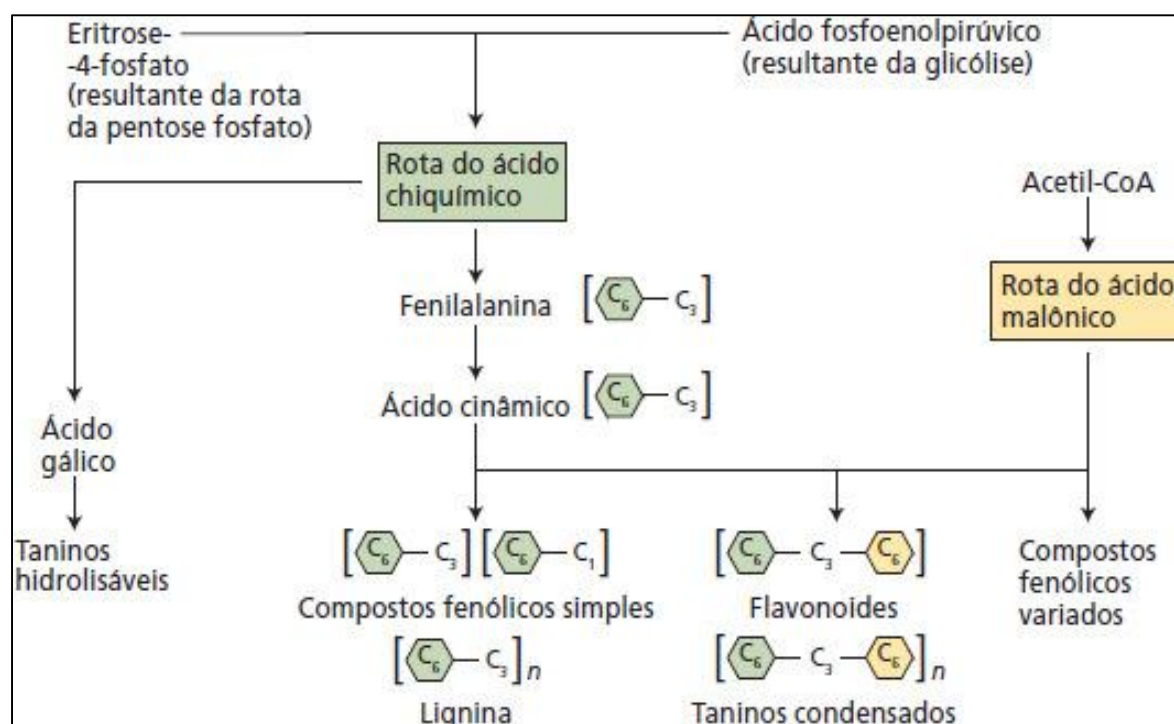 Eritrose-
-4-fosfato
(resultante da rota
da pentose fosfato)
Ácido fosfoenolpirúvico
(resultante da glicólise)
Rota do ácido
chiquímico
Acetil-CoA
Rota do ácido
malônico
Fenilalanina [C₆—C₃]
Ácido cinâmico [C₆—C₃]
Ácido
gálico
Taninos
hidrolisáveis
[C₆—C₃] [C₆—C₁]
Compostos fenólicos simples
[C₆—C₃]n
Lignina
[C₆—C₃—C₆]
Flavonoides
[C₆—C₃—C₆]n
Taninos condensados
Compostos
fenólicos
variados